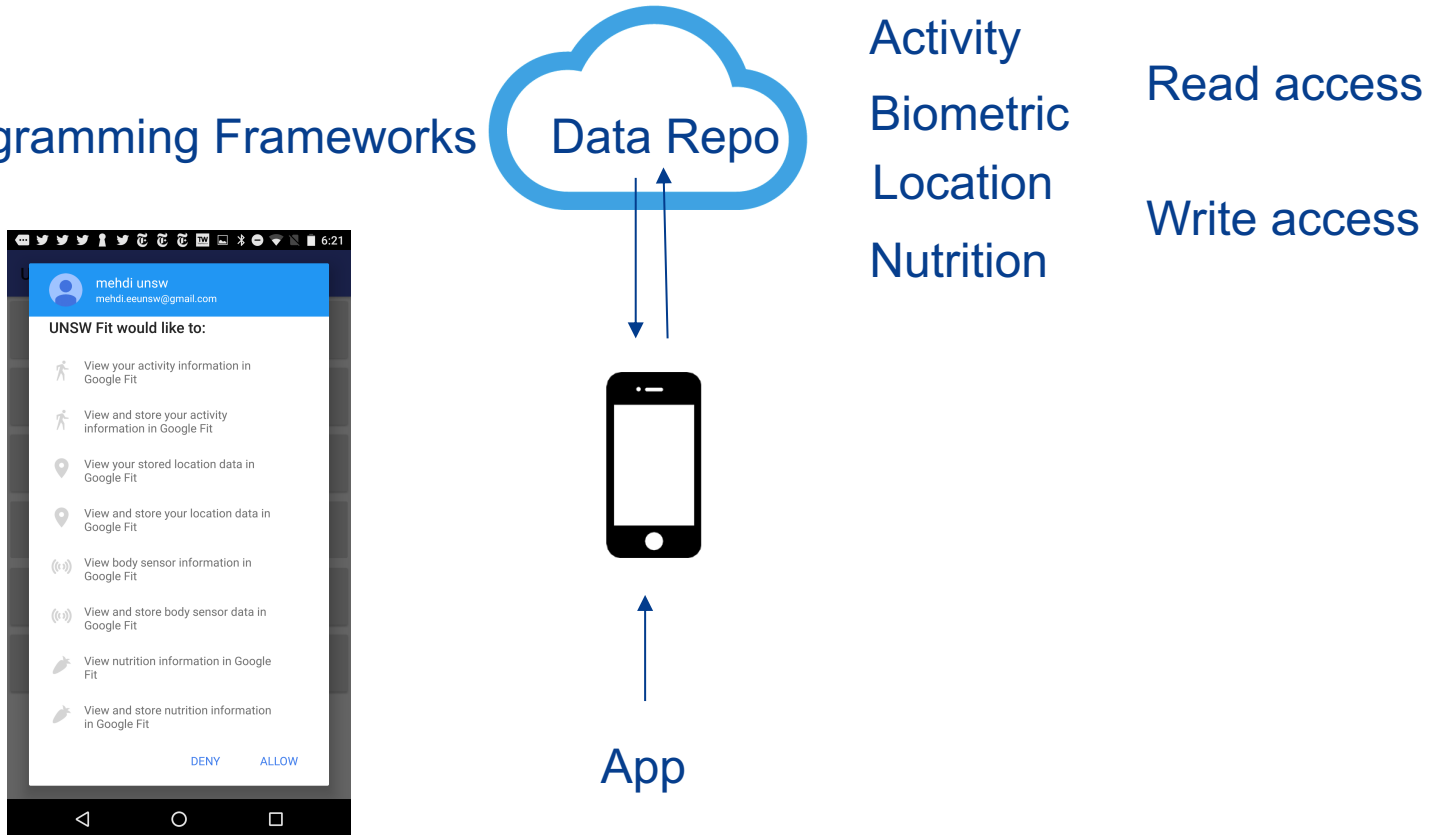 gramming Frameworks
Data Repo
Activity
Biometric
Location
Nutrition
Read access
Write access
6:21
U
mehdi unsw
mehdi.eeunsw@gmail.com
UNSW Fit would like to:
View your activity information in
Google Fit
View and store your activity
information in Google Fit
View your stored location data in
Google Fit
View and store your location data in
Google Fit
View body sensor information in
Google Fit
View and store body sensor data in
Google Fit
View nutrition information in Google
Fit
View and store nutrition information
in Google Fit
DENY ALLOW
App